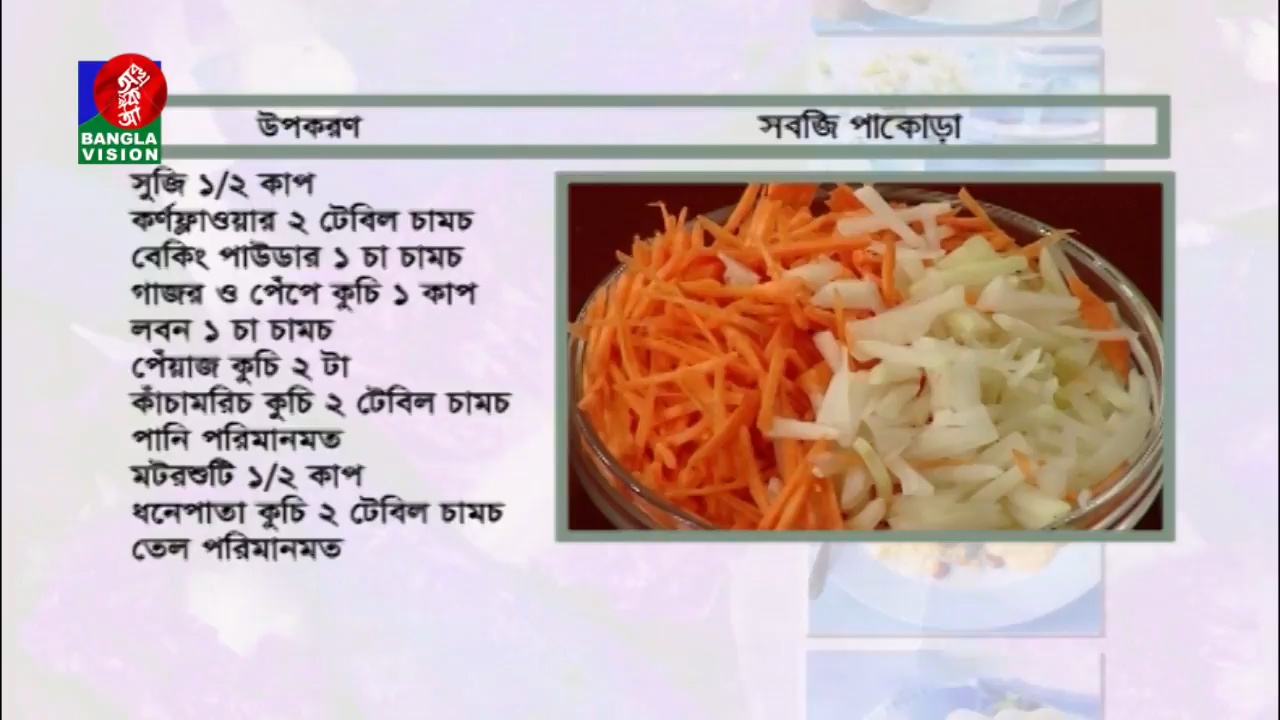 BANGLA
VISION
উপকরণ
সবজি পাকোড়া
সুজি ১/২ কাপ
কর্ণফ্লাওয়ার ২ টেবিল চামচ
বেকিং পাউডার ১ চা চামচ
গাজর ও পেঁপে কুচি ১ কাপ
লবন ১ চা চামচ
পেঁয়াজ কুচি ২ টা
কাঁচামরিচ কুচি ২ টেবিল চামচ
পানি পরিমানমত
মটরশুটি ১/২ কাপ
ধনেপাতা কুচি ২ টেবিল চামচ
তেল পরিমানমত